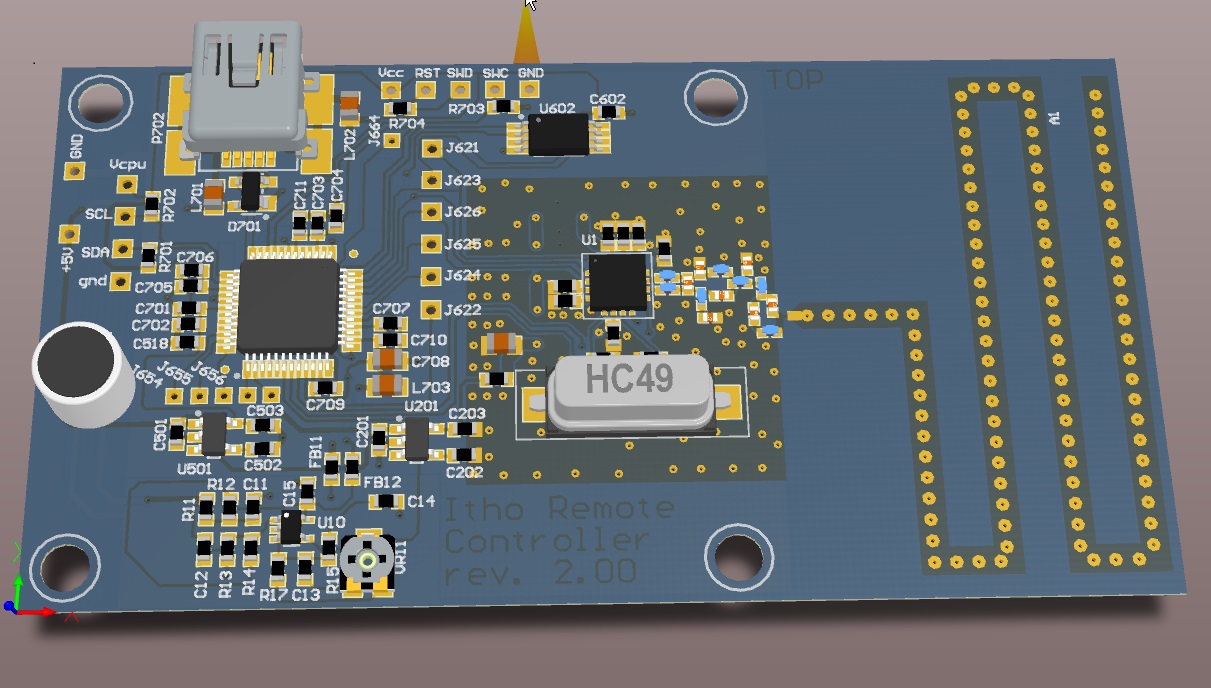 Vcc RST SWD SWC GND
TOP
P702
L702
J664
R704
R703
U602
C602
A1
GND
Vcpu
J621
J623
J626
J625
J624
J622
SCL
R702
L701
D701
C711
C703
C704
+5V
SDA
R701
gnd
C706
C705
C701
C702
C518
U1
C707
C710
C708
L703
C709
HC49
J654
J655
J656
C503
C501
U501
C502
U201
C203
C201
C202
FB11
FB12
C14
R12 C11
C15
R11
U10
C12
R13
R14
R17
C13
R15
VR11
Itho Remote
Controller
rev. 2.00
Y
X